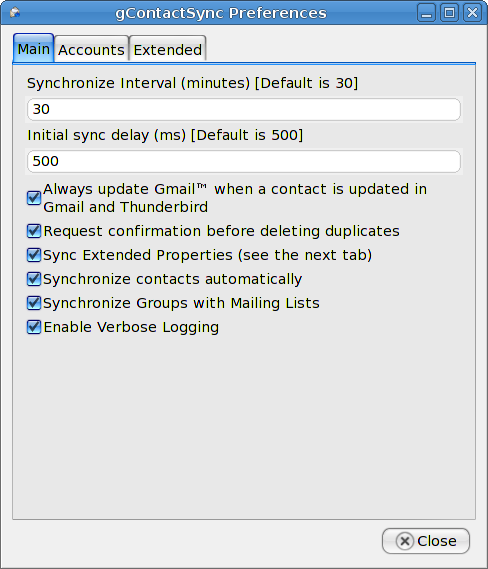 gContactSync Preferences
Main Accounts Extended
Synchronize Interval (minutes) [Default is 30]
30
Initial sync delay (ms) [Default is 500]
500
Always update Gmail™ when a contact is updated in
Gmail and Thunderbird
Request confirmation before deleting duplicates
Sync Extended Properties (see the next tab)
Synchronize contacts automatically
Synchronize Groups with Mailing Lists
Enable Verbose Logging
Close